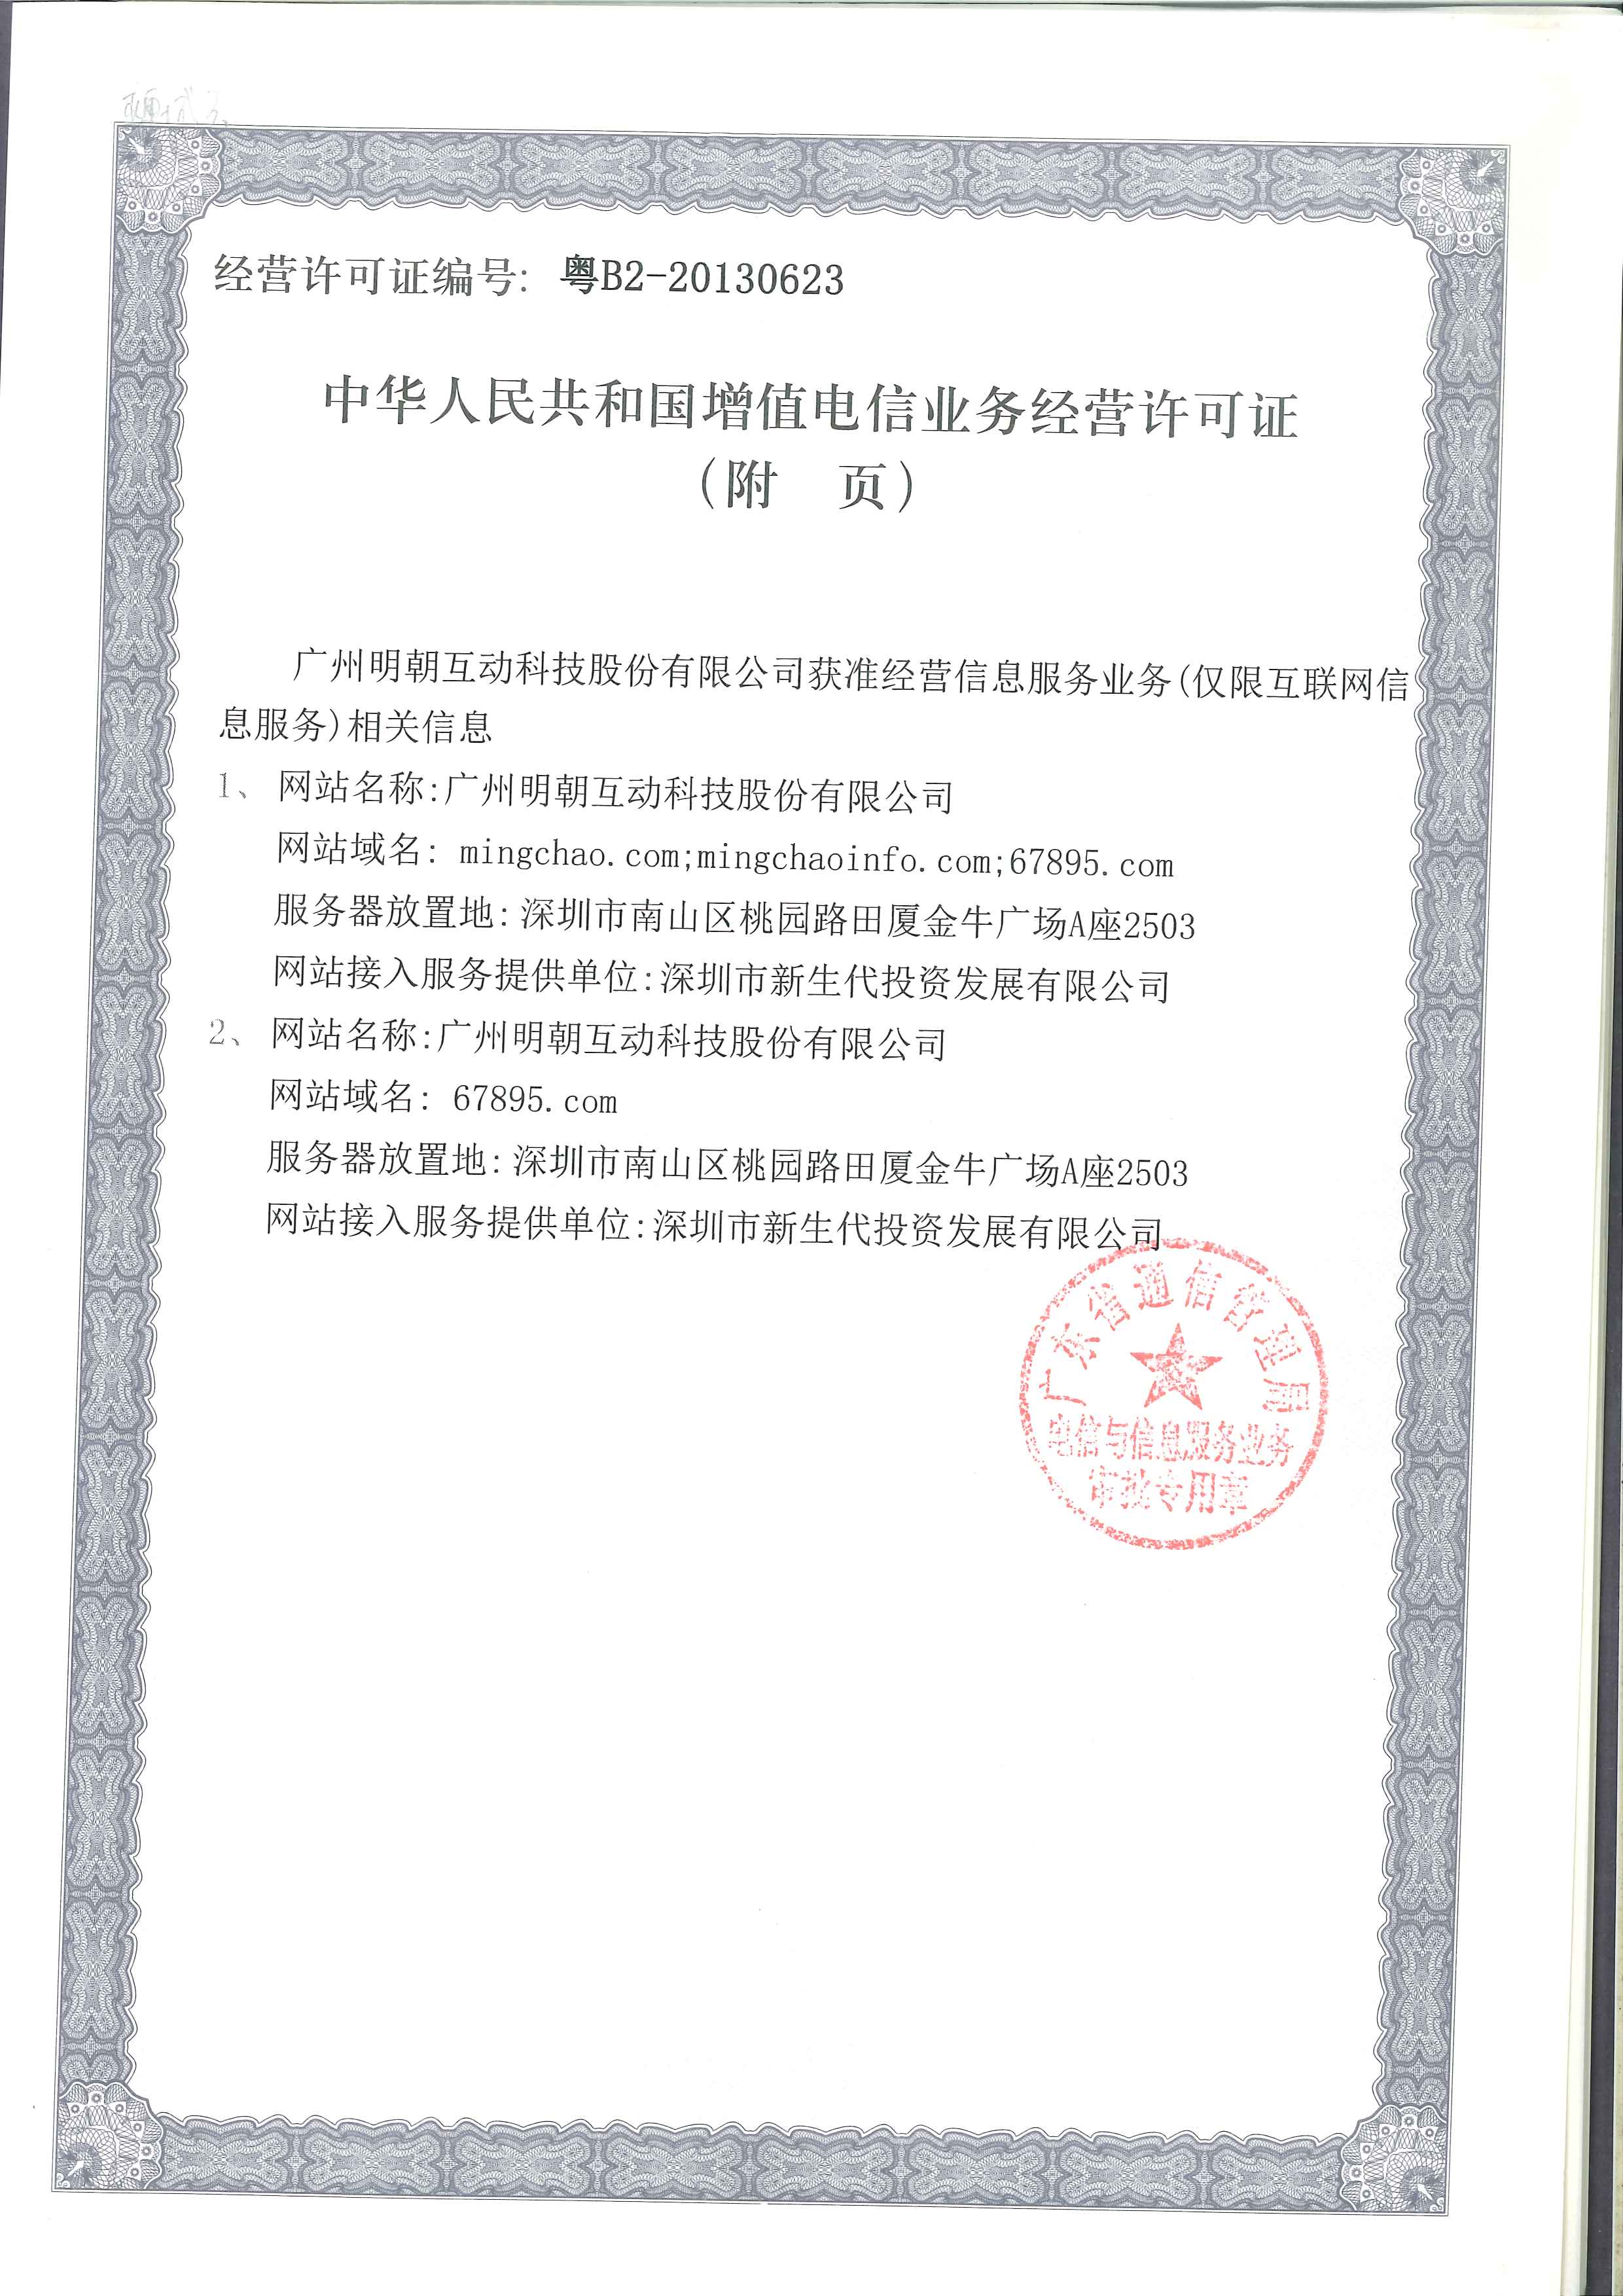 经营许可证编号: 粤B2-20130623
中华人民共和国增值电信业务经营许可证
(附 页)
广州明朝互动科技股份有限公司获准经营信息服务业务(仅限互联网信
息服务)相关信息
1、 网站名称:广州明朝互动科技股份有限公司
网站域名: mingchao.com;mingchaoinfo.com;67895.com
服务器放置地: 深圳市南山区桃园路田厦金牛广场A座2503
网站接入服务提供单位:深圳市新生代投资发展有限公司
2、 网站名称:广州明朝互动科技股份有限公司
网站域名: 67895.com
服务器放置地: 深圳市南山区桃园路田厦金牛广场A座2503
网站接入服务提供单位:深圳市新生代投资发展有限公司
广东省通信管理局
电信与信息服务业务
审批专用章